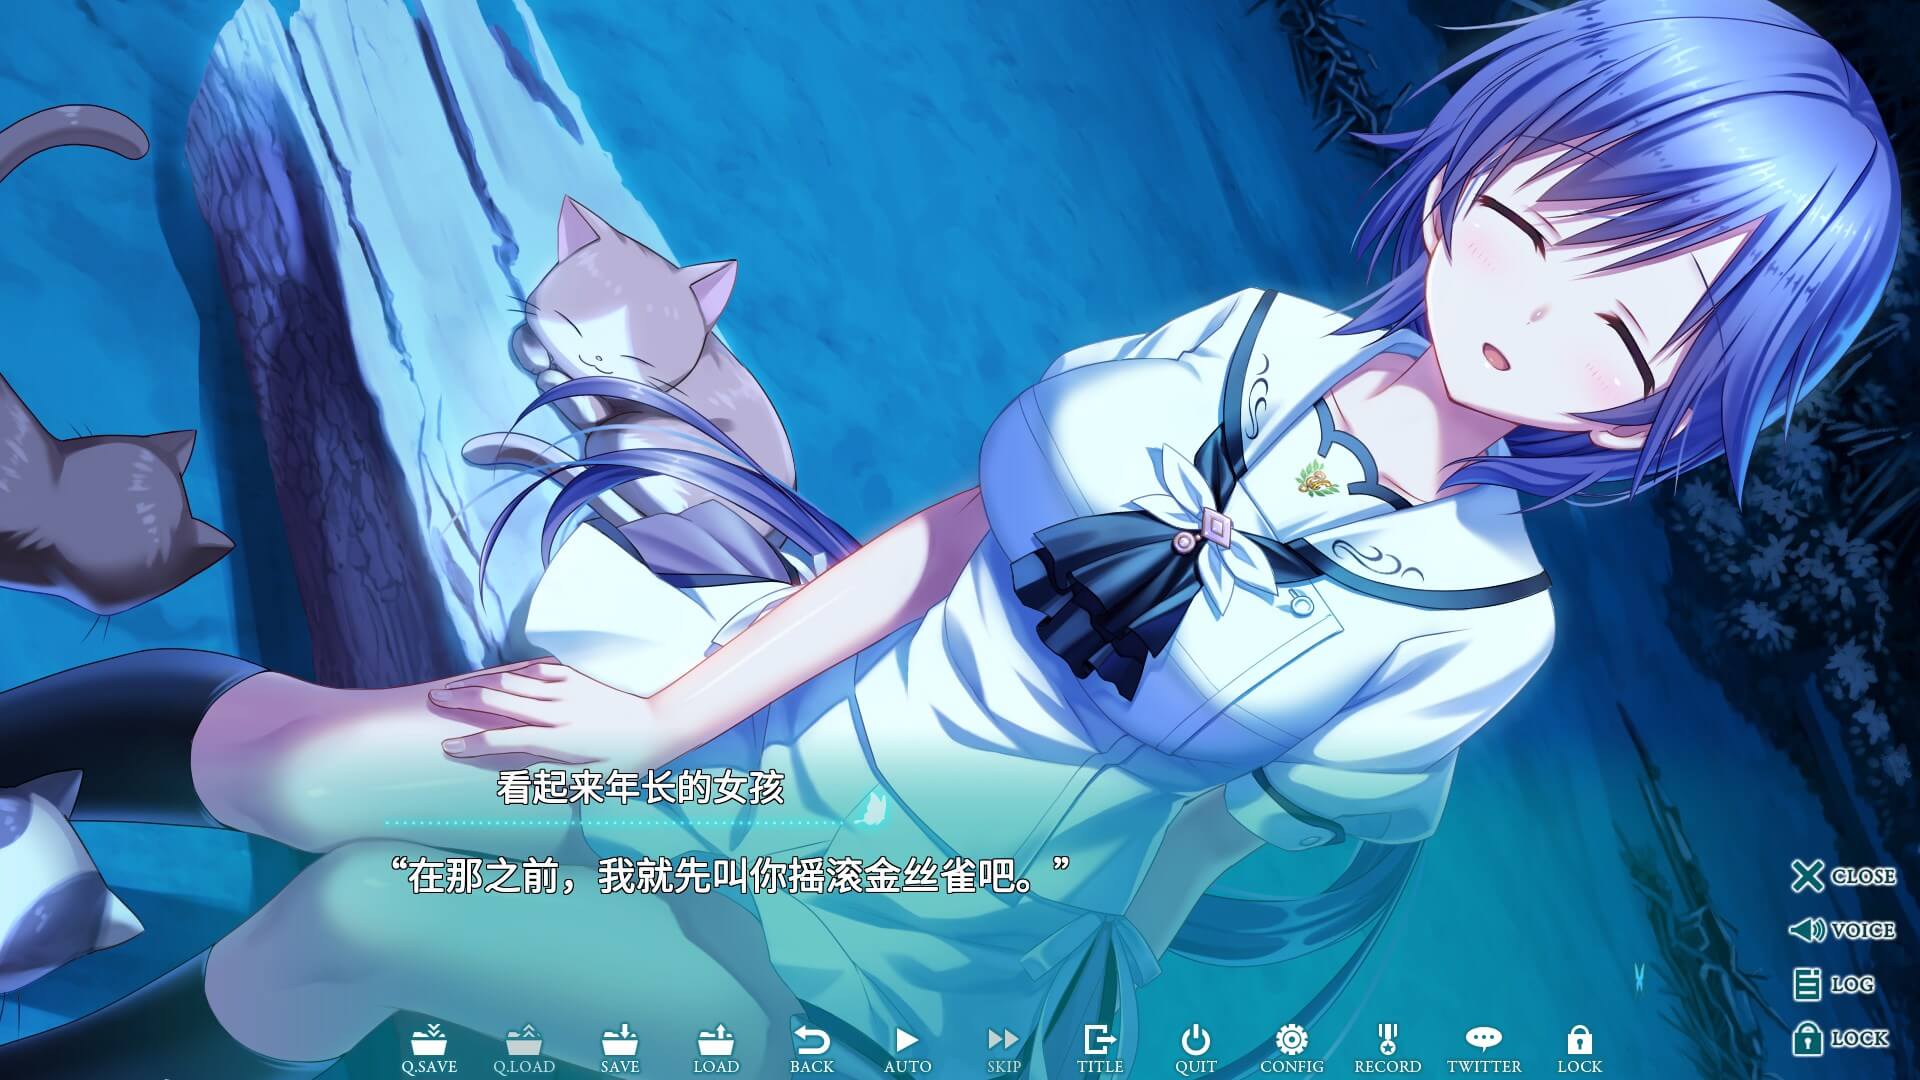 看起来年长的女孩
“在那之前，我就先叫你摇滚金丝雀吧。”
CLOSE
VOICE
LOG
LOCK
Q.SAVE Q.LOAD SAVE LOAD BACK AUTO SKIP TITLE QUIT CONFIG RECORD TWITTER LOCK